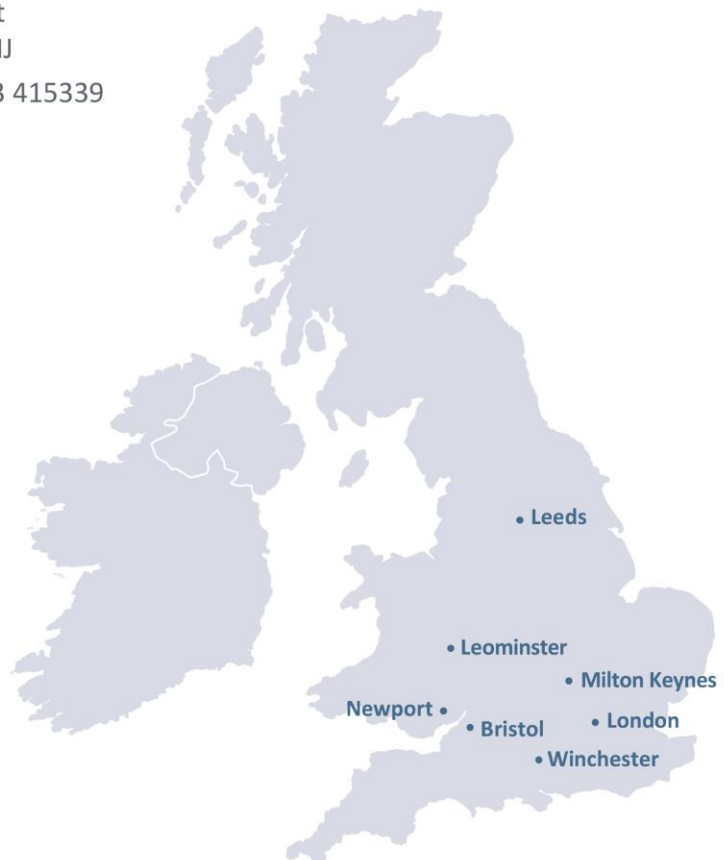 t
J
3 415339
Leeds
Leominster
Milton Keynes
Newport
London
Bristol
Winchester